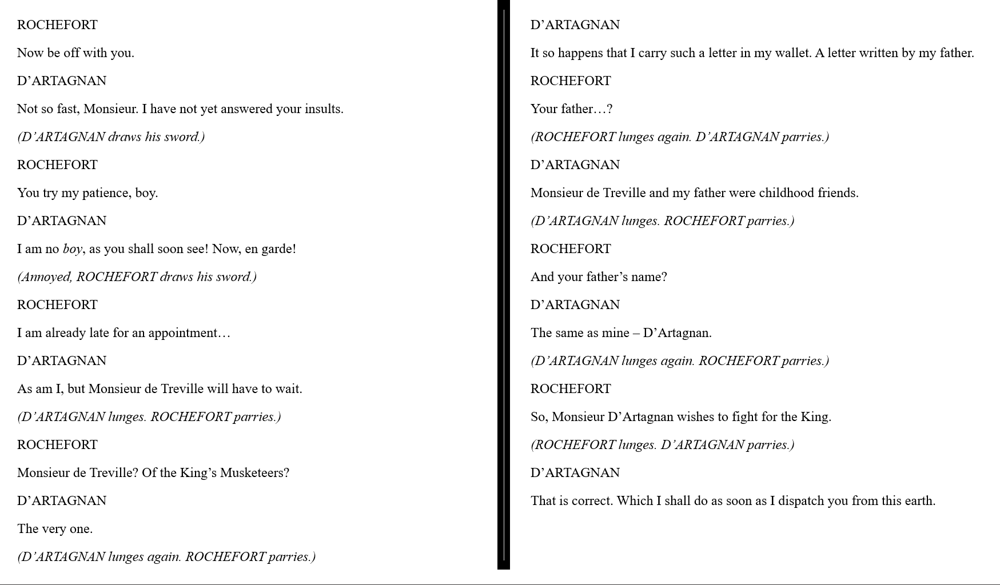 ROCHEFORT
Now be off with you.
D’ARTAGNAN
Not so fast, Monsieur. I have not yet answered your insults.
(D’ARTAGNAN draws his sword.)
ROCHEFORT
You try my patience, boy.
D’ARTAGNAN
I am no boy, as you shall soon see! Now, en garde!
(Annoyed, ROCHEFORT draws his sword.)
ROCHEFORT
I am already late for an appointment…
D’ARTAGNAN
As am I, but Monsieur de Treville will have to wait.
(D’ARTAGNAN lunges. ROCHEFORT parries.)
ROCHEFORT
Monsieur de Treville? Of the King’s Musketeers?
D’ARTAGNAN
The very one.
(D’ARTAGNAN lunges again. ROCHEFORT parries.)
D’ARTAGNAN
It so happens that I carry such a letter in my wallet. A letter written by my father.
ROCHEFORT
Your father…?
(ROCHEFORT lunges again. D’ARTAGNAN parries.)
D’ARTAGNAN
Monsieur de Treville and my father were childhood friends.
(D’ARTAGNAN lunges. ROCHEFORT parries.)
ROCHEFORT
And your father’s name?
D’ARTAGNAN
The same as mine – D’Artagnan.
(D’ARTAGNAN lunges again. ROCHEFORT parries.)
ROCHEFORT
So, Monsieur D’Artagnan wishes to fight for the King.
(ROCHEFORT lunges. D’ARTAGNAN parries.)
D’ARTAGNAN
That is correct. Which I shall do as soon as I dispatch you from this earth.